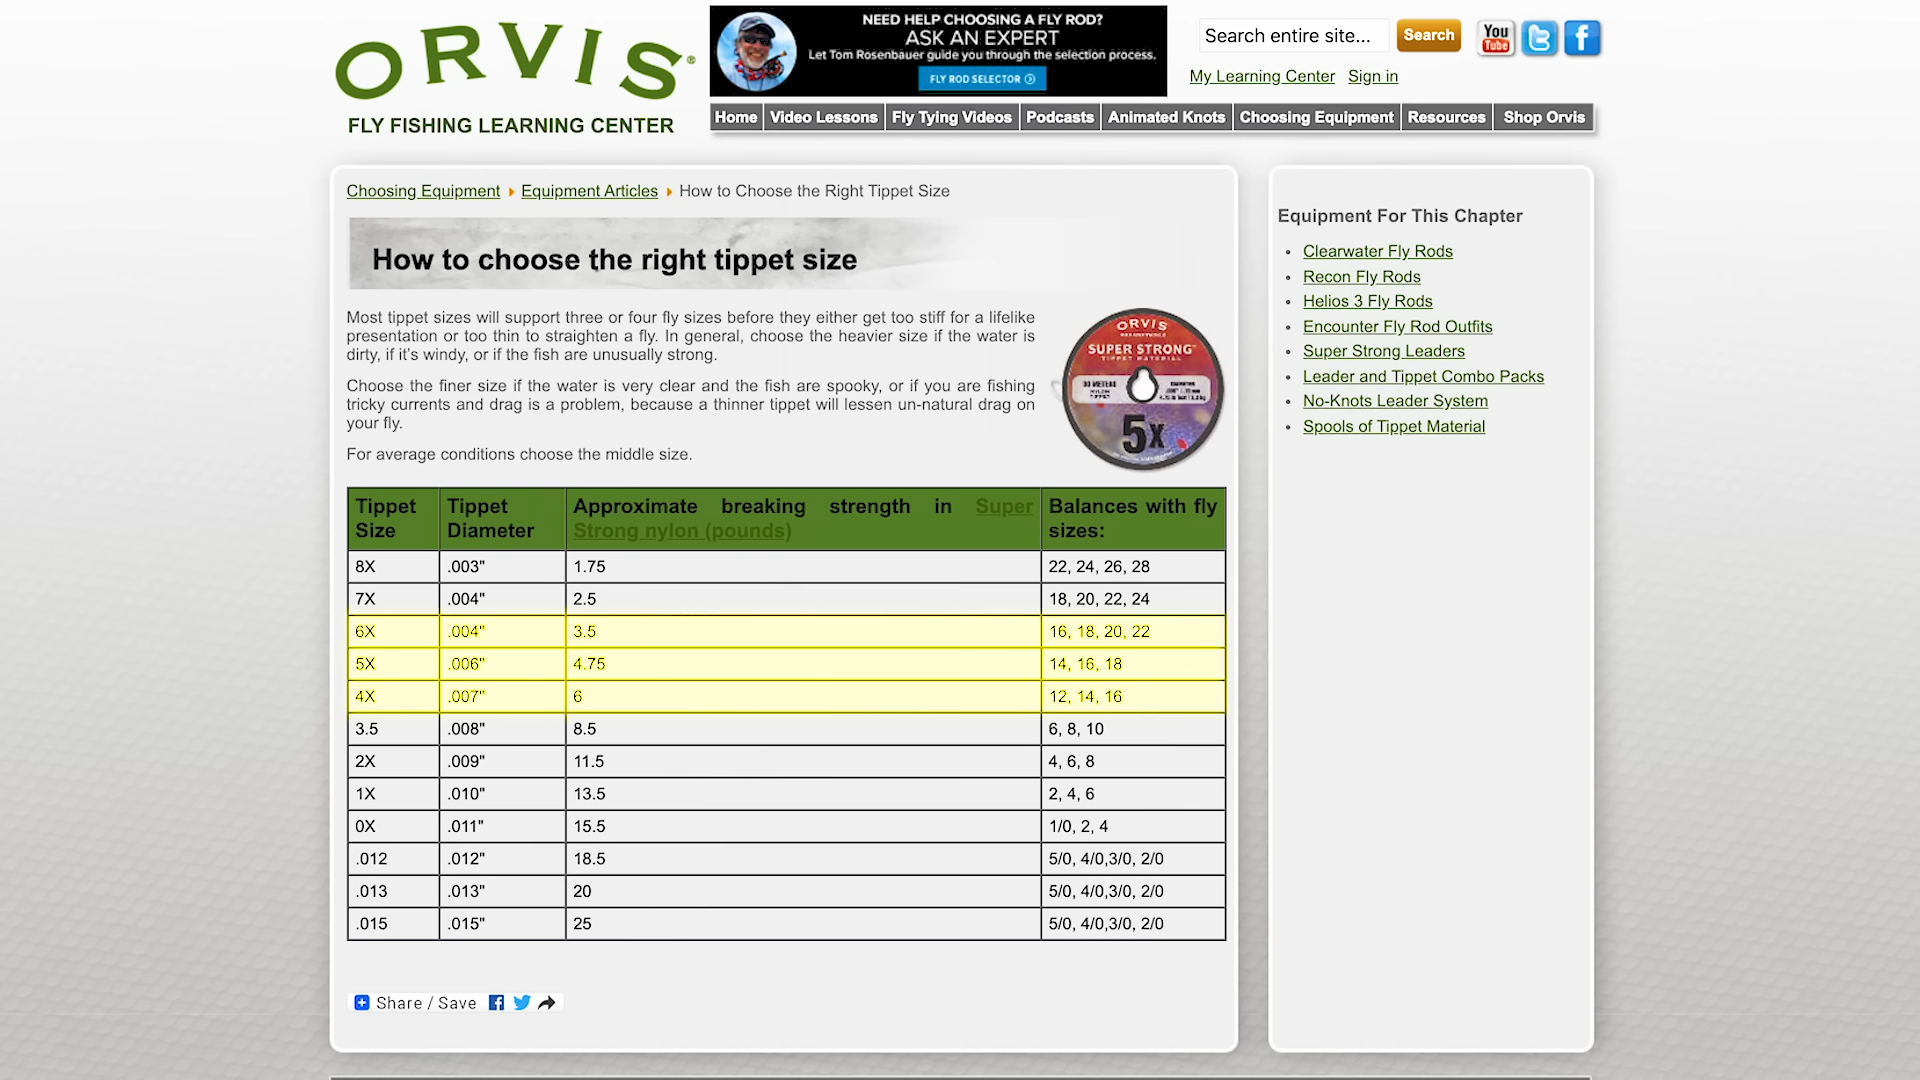 ORVIS®
FLY FISHING LEARNING CENTER
NEED HELP CHOOSING A FLY ROD?
ASK AN EXPERT
Let Tom Rosenbauer guide you through the selection process.
FLY ROD SELECTOR
Search entire site...
Search
You
Tube
My Learning Center Sign in
Home Video Lessons Fly Tying Videos Podcasts Animated Knots Choosing Equipment Resources Shop Orvis
Choosing Equipment Equipment Articles How to Choose the Right Tippet Size
How to choose the right tippet size
Most tippet sizes will support three or four fly sizes before they either get too stiff for a lifelike
presentation or too thin to straighten a fly. In general, choose the heavier size if the water is
dirty, if it's windy, or if the fish are unusually strong.
Choose the finer size if the water is very clear and the fish are spooky, or if you are fishing
tricky currents and drag is a problem, because a thinner tippet will lessen un-natural drag on
your fly.
For average conditions choose the middle size.
ORVIS
SUPER STRONG
TIPPET MATERIAL
30 METERS
NYLON
TIPPET
5X
Tippet Size Tippet Diameter Approximate breaking strength in Super Strong nylon (pounds) Balances with fly sizes:
8X .003" 1.75 22, 24, 26, 28
7X .004" 2.5 18, 20, 22, 24
6X .004" 3.5 16, 18, 20, 22
5X .006" 4.75 14, 16, 18
4X .007" 6 12, 14, 16
3.5 .008" 8.5 6, 8, 10
2X .009" 11.5 4, 6, 8
1X .010" 13.5 2, 4, 6
0X .011" 15.5 1/0, 2, 4
.012 .012" 18.5 5/0, 4/0,3/0, 2/0
.013 .013" 20 5/0, 4/0,3/0, 2/0
.015 .015" 25 5/0, 4/0,3/0, 2/0
Share / Save
Equipment For This Chapter
Clearwater Fly Rods
Recon Fly Rods
Helios 3 Fly Rods
Encounter Fly Rod Outfits
Super Strong Leaders
Leader and Tippet Combo Packs
No-Knots Leader System
Spools of Tippet Material